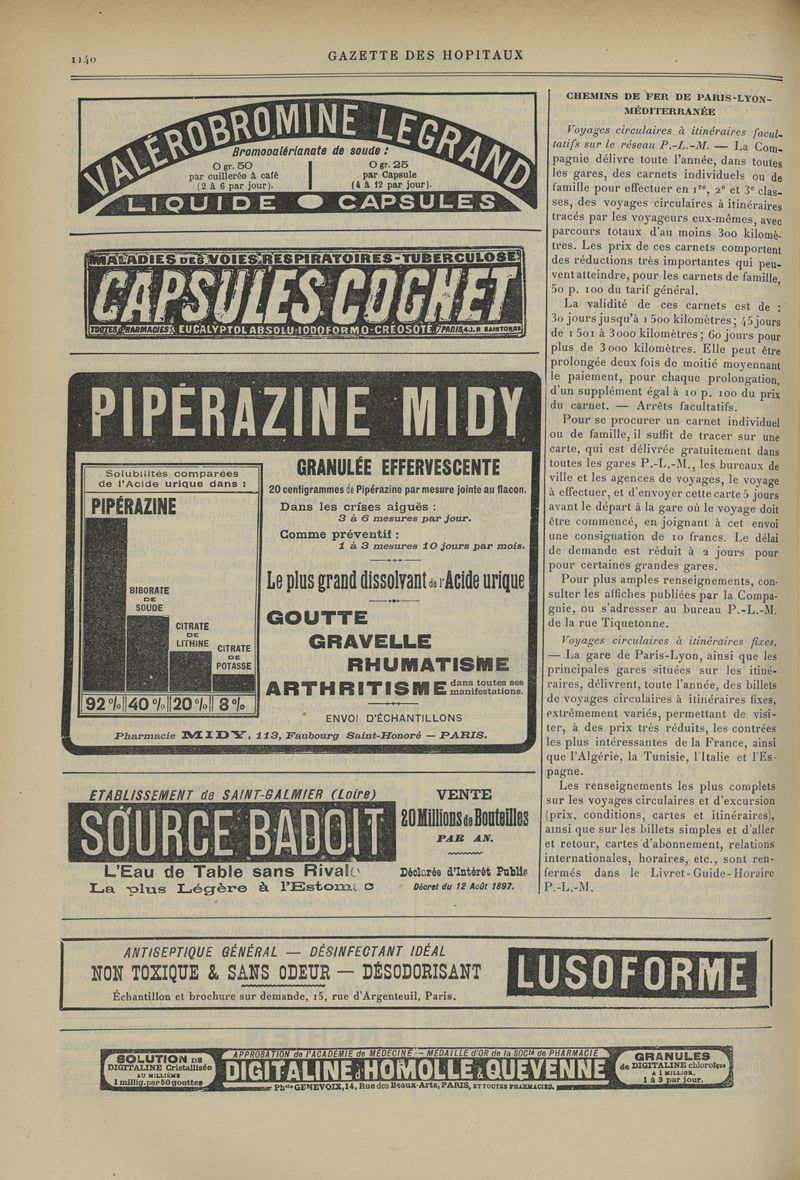 1140
GAZETTE DES HOPITAUX
VALÉROBROMINE LEGRAND
Bromovalérianate de soude :
0 gr. 50
par cuillerée à café
(2 à 6 par jour).
0 gr. 25
par Capsule
(4 à 12 par jour).
LIQUIDE CAPSULES
MALADIES DES VOIES RESPIRATOIRES - TUBERCULOSE
CAPSULES COGNET
TOUTES PHARMACIES EUCALYPTOL ABSOLU-IODOFORMO-CRÉOSOTE PARIS, 4, J. R SAINTONGE
PIPÉRAZINE MIDY
Solubilités comparées
de l'Acide urique dans :
PIPÉRAZINE
BIBORATE
DE
SOUDE
CITRATE
DE
LITHINE
CITRATE
DE
POTASSE
92 % 40 % 20 % 8 %
GRANULÉE EFFERVESCENTE
20 centigrammes de Pipérazine par mesure jointe au flacon.
Dans les crises aiguës :
3 à 6 mesures par jour.
Comme préventif :
1 à 3 mesures 10 jours par mois.
Le plus grand dissolvant de l'Acide urique
GOUTTE
GRAVELLE
RHUMATISME
ARTHRITISME dans toutes ses
manifestations.
ENVOI D'ÉCHANTILLONS
Pharmacie MIDY, 113, Faubourg Saint-Honoré — PARIS.
ETABLISSEMENT de SAINT-GALMIER (Loire)
SOURCE BADOIT
L'Eau de Table sans Rivale
La plus Légère à l'Estomac
VENTE
20 Millions de Bouteilles
PAR AN.
Déclarée d'Intérêt Public
Décret du 12 Août 1897.
CHEMINS DE FER DE PARIS-LYON-
MÉDITERRANÉE
Voyages circulaires à itinéraires facul-
tatifs sur le réseau P.-L.-M. — La Com-
pagnie délivre toute l'année, dans toutes
les gares, des carnets individuels ou de
famille pour effectuer en 1re, 2e et 3e clas-
ses, des voyages circulaires à itinéraires
tracés par les voyageurs eux-mêmes, avec
parcours totaux d'au moins 300 kilomè-
tres. Les prix de ces carnets comportent
des réductions très importantes qui peu-
vent atteindre, pour les carnets de famille,
50 p. 100 du tarif général.
La validité de ces carnets est de :
30 jours jusqu'à 1 500 kilomètres ; 45 jours
de 1 501 à 3 000 kilomètres ; 60 jours pour
plus de 3 000 kilomètres. Elle peut être
prolongée deux fois de moitié moyennant
le paiement, pour chaque prolongation,
d'un supplément égal à 10 p. 100 du prix
du carnet. — Arrêts facultatifs.
Pour se procurer un carnet individuel
ou de famille, il suffit de tracer sur une
carte, qui est délivrée gratuitement dans
toutes les gares P.-L.-M., les bureaux de
ville et les agences de voyages, le voyage
à effectuer, et d'envoyer cette carte 5 jours
avant le départ à la gare où le voyage doit
être commencé, en joignant à cet envoi
une consignation de 10 francs. Le délai
de demande est réduit à 2 jours pour
pour certaines grandes gares.
Pour plus amples renseignements, con-
sulter les affiches publiées par la Compa-
gnie, ou s'adresser au bureau P.-L.-M.
de la rue Tiquetonne.
Voyages circulaires à itinéraires fixes.
— La gare de Paris-Lyon, ainsi que les
principales gares situées sur les itiné-
raires, délivrent, toute l'année, des billets
de voyages circulaires à itinéraires fixes,
extrêmement variés, permettant de visi-
ter, à des prix très réduits, les contrées
les plus intéressantes de la France, ainsi
que l'Algérie, la Tunisie, l'Italie et l'Es-
pagne.
Les renseignements les plus complets
sur les voyages circulaires et d'excursion
(prix, conditions, cartes et itinéraires),
ainsi que sur les billets simples et d'aller
et retour, cartes d'abonnement, relations
internationales, horaires, etc., sont ren-
fermés dans le Livret-Guide-Horaire
P.-L.-M.
ANTISEPTIQUE GÉNÉRAL — DÉSINFECTANT IDÉAL
NON TOXIQUE & SANS ODEUR — DÉSODORISANT
Échantillon et brochure sur demande, 15, rue d'Argenteuil, Paris.
LUSOFORME
SOLUTION DE
DIGITALINE Cristallisée
AU MILLIÈME
1 millig. par 50 gouttes
APPROBATION de l'ACADÉMIE de MÉDECINE - MÉDAILLE d'OR de la SOCté de PHARMACIE
DIGITALINE d'HOMOLLE & QUEVENNE
Phcie GENEVOIX, 14, Rue des Beaux-Arts, PARIS, ET TOUTES PHARMACIES.
GRANULES
de DIGITALINE chlorofque
A 1 MILLIGR.
1 à 3 par jour.